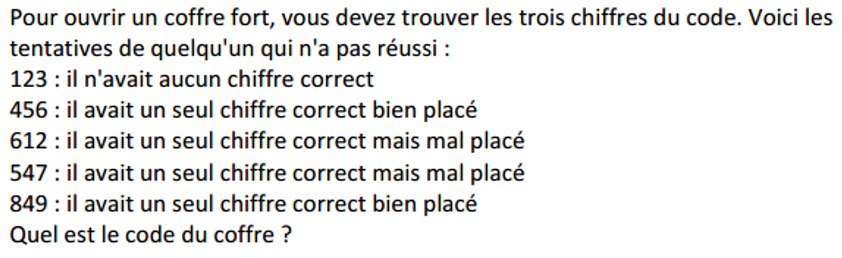 Pour ouvrir un coffre fort, vous devez trouver les trois chiffres du code. Voici les
tentatives de quelqu'un qui n'a pas réussi :
123 : il n'avait aucun chiffre correct
456 : il avait un seul chiffre correct bien placé
612 : il avait un seul chiffre correct mais mal placé
547 : il avait un seul chiffre correct mais mal placé
849 : il avait un seul chiffre correct bien placé
Quel est le code du coffre ?